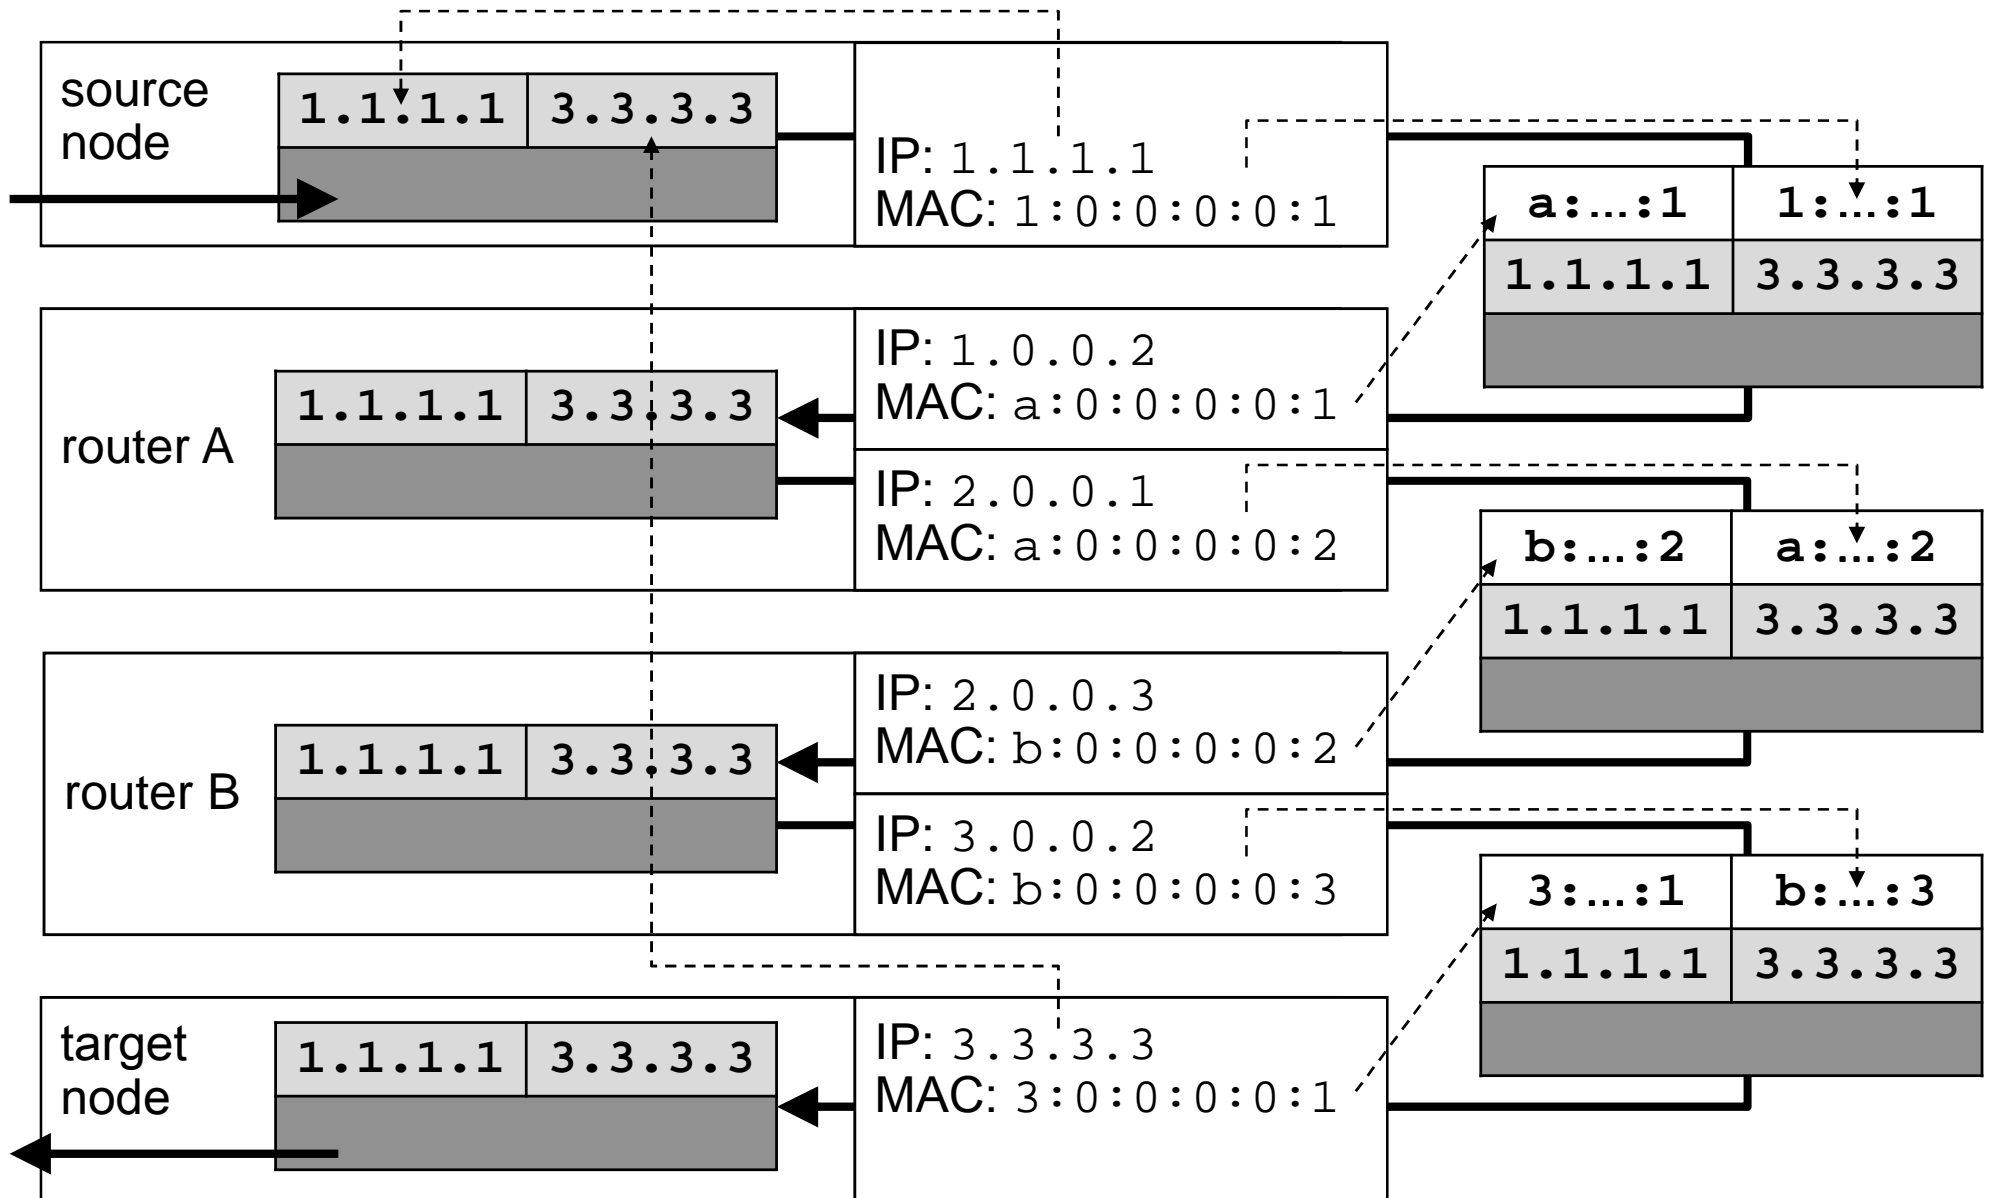 source
node
1.1.1.1 3.3.3.3
IP: 1.1.1.1
MAC: 1:0:0:0:0:1
a:…:1 1:…:1
1.1.1.1 3.3.3.3
router A
1.1.1.1 3.3.3.3
IP: 1.0.0.2
MAC: a:0:0:0:0:1
IP: 2.0.0.1
MAC: a:0:0:0:0:2
b:…:2 a:…:2
1.1.1.1 3.3.3.3
router B
1.1.1.1 3.3.3.3
IP: 2.0.0.3
MAC: b:0:0:0:0:2
IP: 3.0.0.2
MAC: b:0:0:0:0:3
3:…:1 b:…:3
1.1.1.1 3.3.3.3
target
node
1.1.1.1 3.3.3.3
IP: 3.3.3.3
MAC: 3:0:0:0:0:1